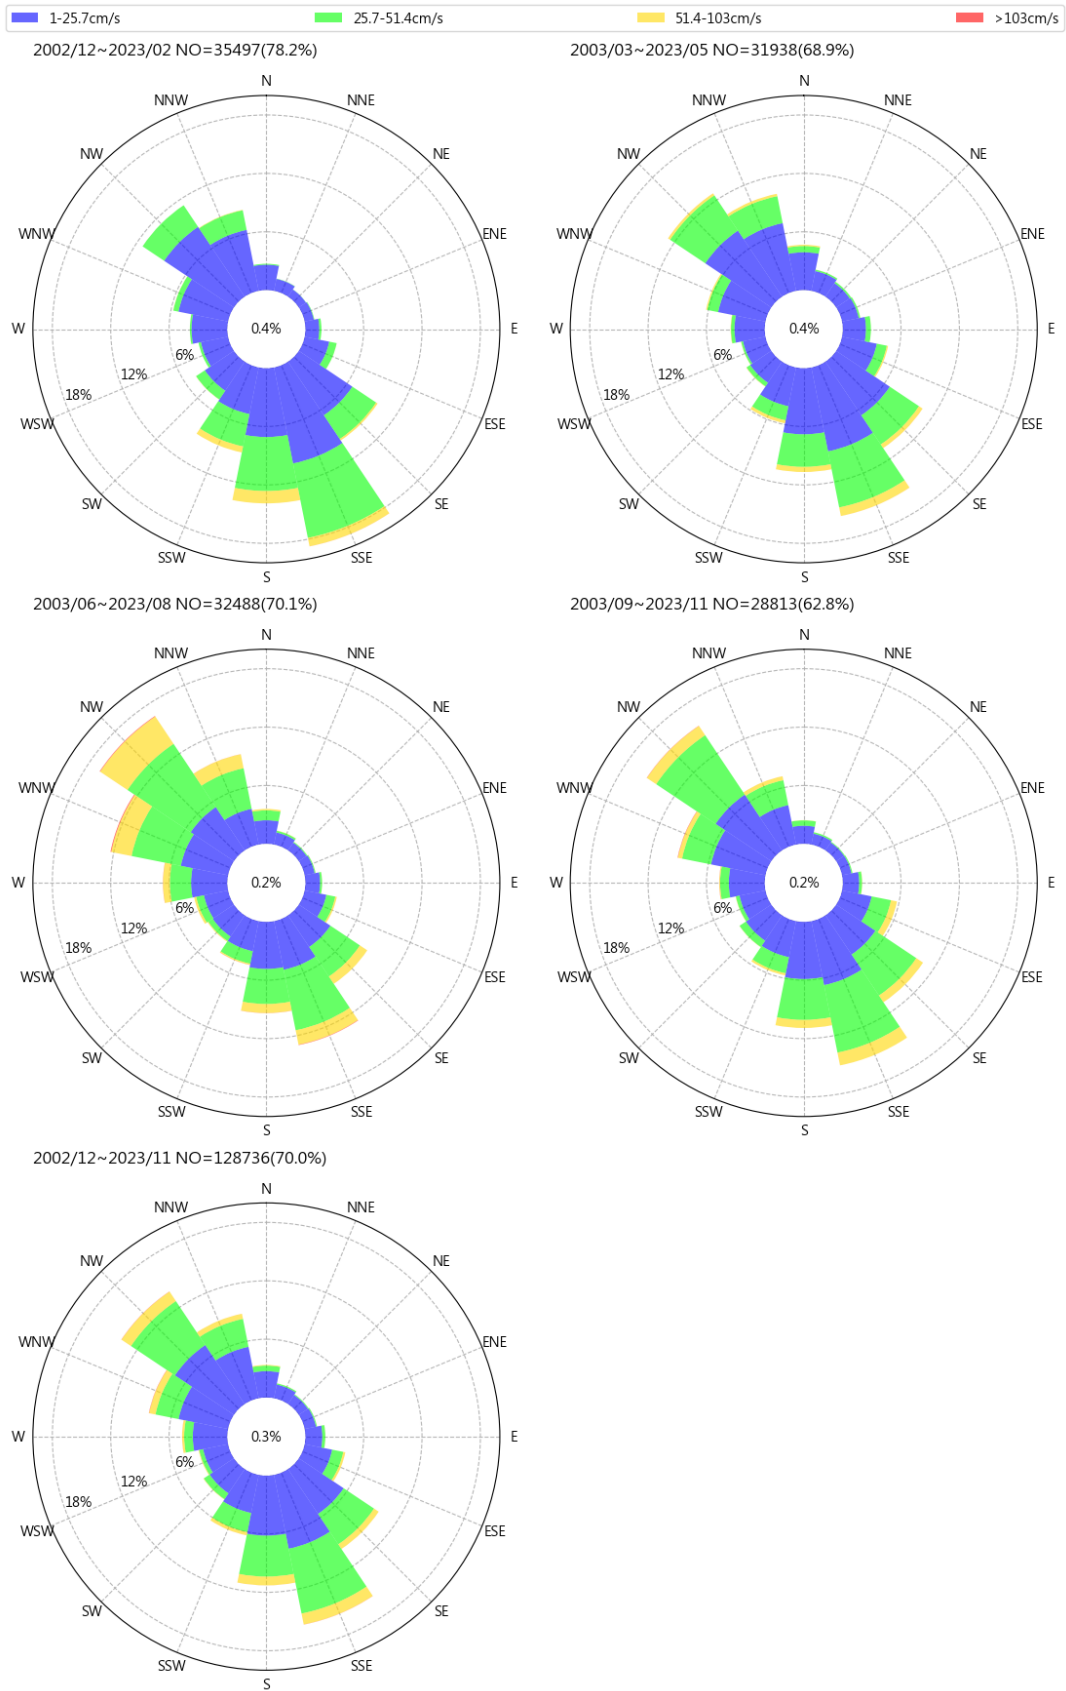 1-25.7cm/s 25.7-51.4cm/s 51.4-103cm/s >103cm/s
2002/12~2023/02 NO=35497(78.2%)
N
NNW NNE
NW NE
WNW ENE
W 0.4% E
6%
12%
18%
WSW ESE
SW SE
SSW SSE
S
2003/03~2023/05 NO=31938(68.9%)
N
NNW NNE
NW NE
WNW ENE
W 0.4% E
6%
12%
18%
WSW ESE
SW SE
SSW SSE
S
2003/06~2023/08 NO=32488(70.1%)
N
NNW NNE
NW NE
WNW ENE
W 0.2% E
6%
12%
18%
WSW ESE
SW SE
SSW SSE
S
2003/09~2023/11 NO=28813(62.8%)
N
NNW NNE
NW NE
WNW ENE
W 0.2% E
6%
12%
18%
WSW ESE
SW SE
SSW SSE
S
2002/12~2023/11 NO=128736(70.0%)
N
NNW NNE
NW NE
WNW ENE
W 0.3% E
6%
12%
18%
WSW ESE
SW SE
SSW SSE
S